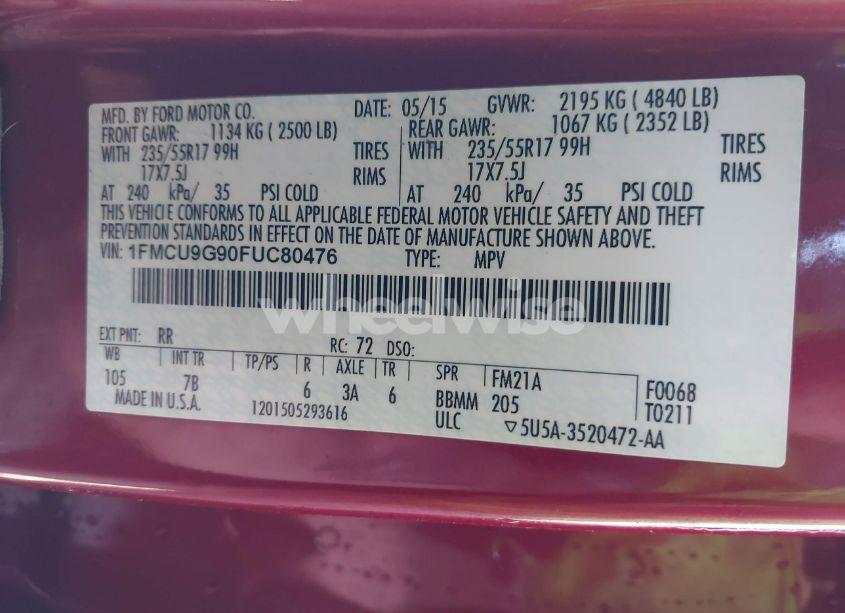 MFD. BY FORD MOTOR CO. DATE: 05/15 GVWR: 2195 KG ( 4840 LB)
FRONT GAWR: 1134 KG ( 2500 LB) REAR GAWR: 1067 KG ( 2352 LB)
WITH 235/55R17 99H TIRES WITH 235/55R17 99H TIRES
17X7.5J RIMS 17X7.5J RIMS
AT 240 kPa/ 35 PSI COLD AT 240 kPa/ 35 PSI COLD
THIS VEHICLE CONFORMS TO ALL APPLICABLE FEDERAL MOTOR VEHICLE SAFETY AND THEFT
PREVENTION STANDARDS IN EFFECT ON THE DATE OF MANUFACTURE SHOWN ABOVE.
VIN: 1FMCU9G90FUC80476 TYPE: MPV
wheelwise
EXT PNT: RR RC: 72 DSO:
WB INT TR TP/PS R AXLE TR SPR FM21A F0068
105 7B 6 3A 6 BBMM 205 T0211
MADE IN U.S.A. 1201505293616 ULC ▽5U5A-3520472-AA